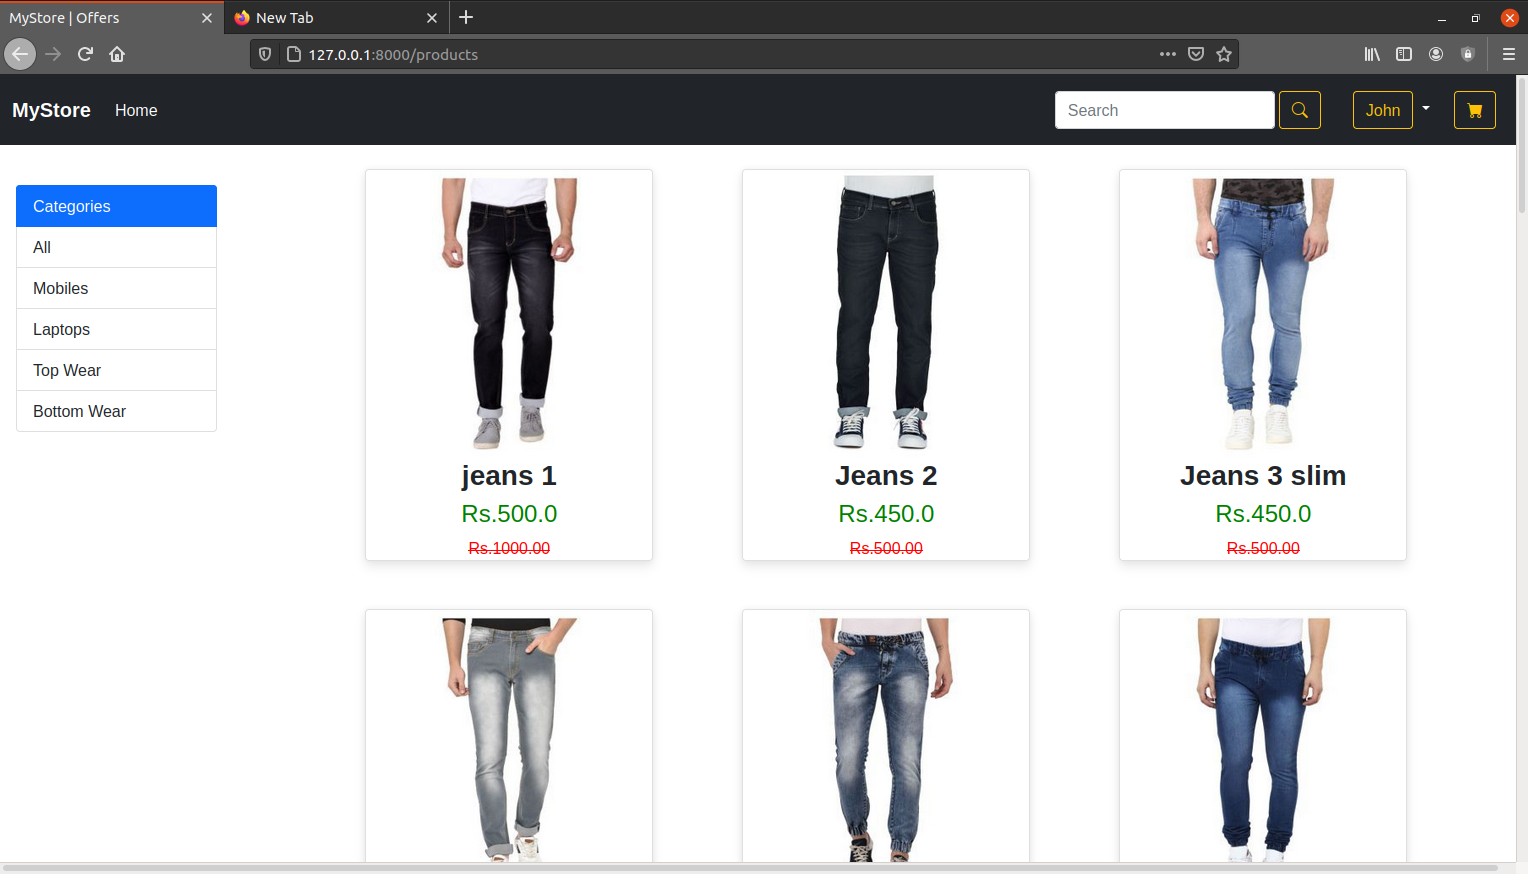 MyStore | Offers
New Tab
127.0.0.1:8000/products
MyStore
Home
Search
John
Categories
All
Mobiles
Laptops
Top Wear
Bottom Wear
jeans 1
Rs.500.0
Rs.1000.00
Jeans 2
Rs.450.0
Rs.500.00
Jeans 3 slim
Rs.450.0
Rs.500.00